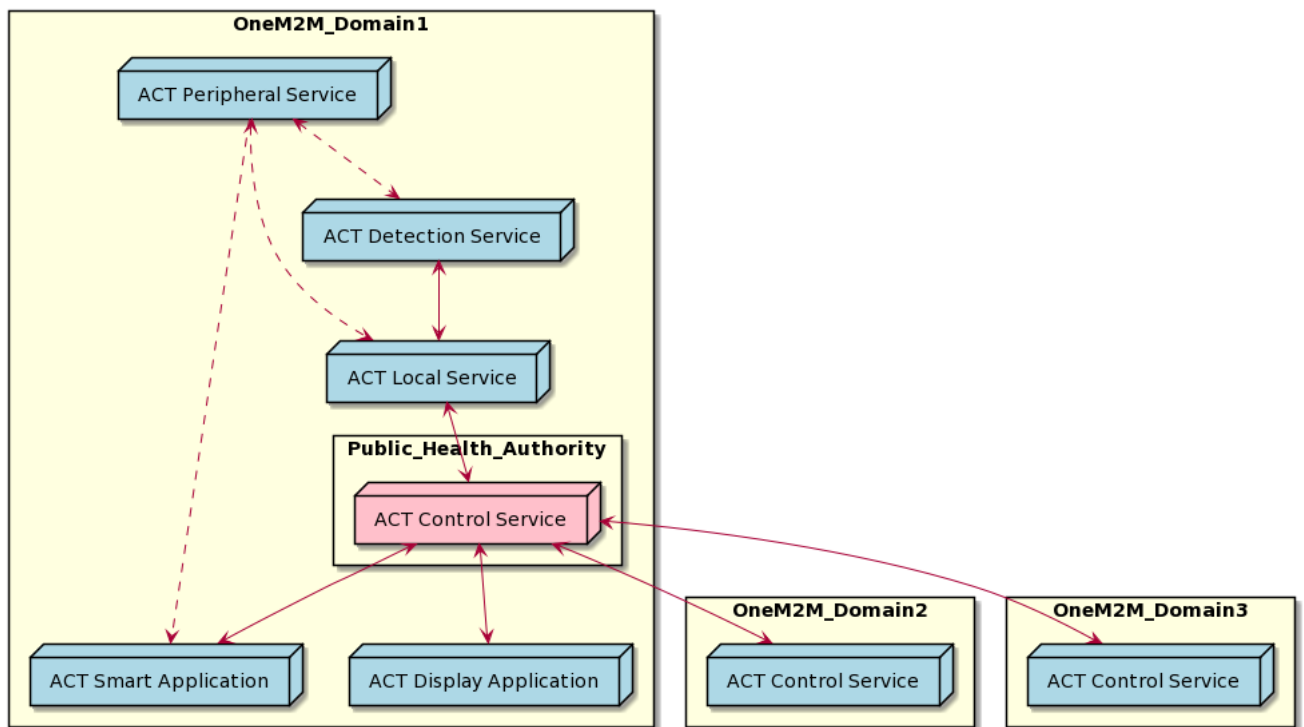 OneM2M_Domain1
ACT Peripheral Service
ACT Detection Service
ACT Local Service
Public_Health_Authority
ACT Control Service
OneM2M_Domain2
OneM2M_Domain3
ACT Smart Application
ACT Display Application
ACT Control Service
ACT Control Service